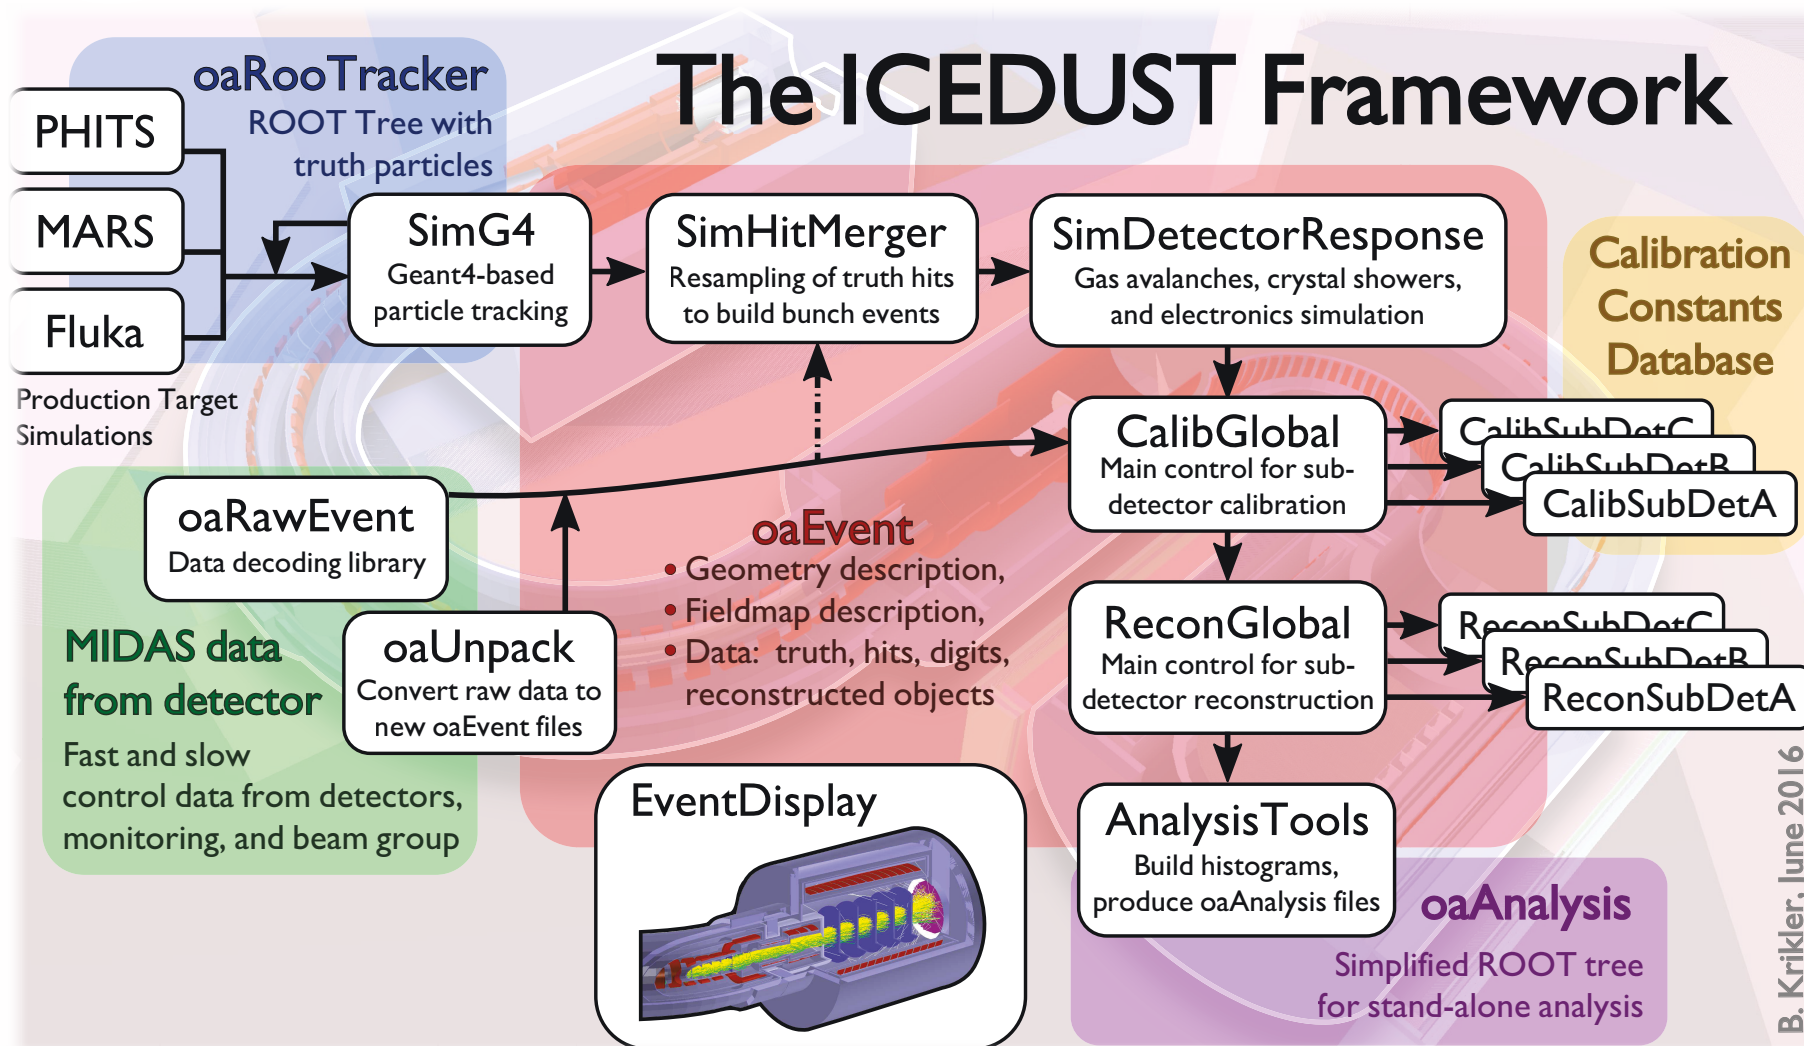 The ICEDUST Framework
oaRooTracker
ROOT Tree with
truth particles
PHITS
MARS
Fluka
Production Target
Simulations
SimG4
Geant4-based
particle tracking
SimHitMerger
Resampling of truth hits
to build bunch events
SimDetectorResponse
Gas avalanches, crystal showers,
and electronics simulation
Calibration
Constants
Database
CalibGlobal
Main control for sub-
detector calibration
CalibSubDetC
CalibSubDetB
CalibSubDetA
oaRawEvent
Data decoding library
oaEvent
• Geometry description,
• Fieldmap description,
• Data: truth, hits, digits,
reconstructed objects
MIDAS data
from detector
Fast and slow
control data from detectors,
monitoring, and beam group
oaUnpack
Convert raw data to
new oaEvent files
ReconGlobal
Main control for sub-
detector reconstruction
ReconSubDetC
ReconSubDetB
ReconSubDetA
EventDisplay
AnalysisTools
Build histograms,
produce oaAnalysis files
oaAnalysis
Simplified ROOT tree
for stand-alone analysis
B. Krikler, June 2016